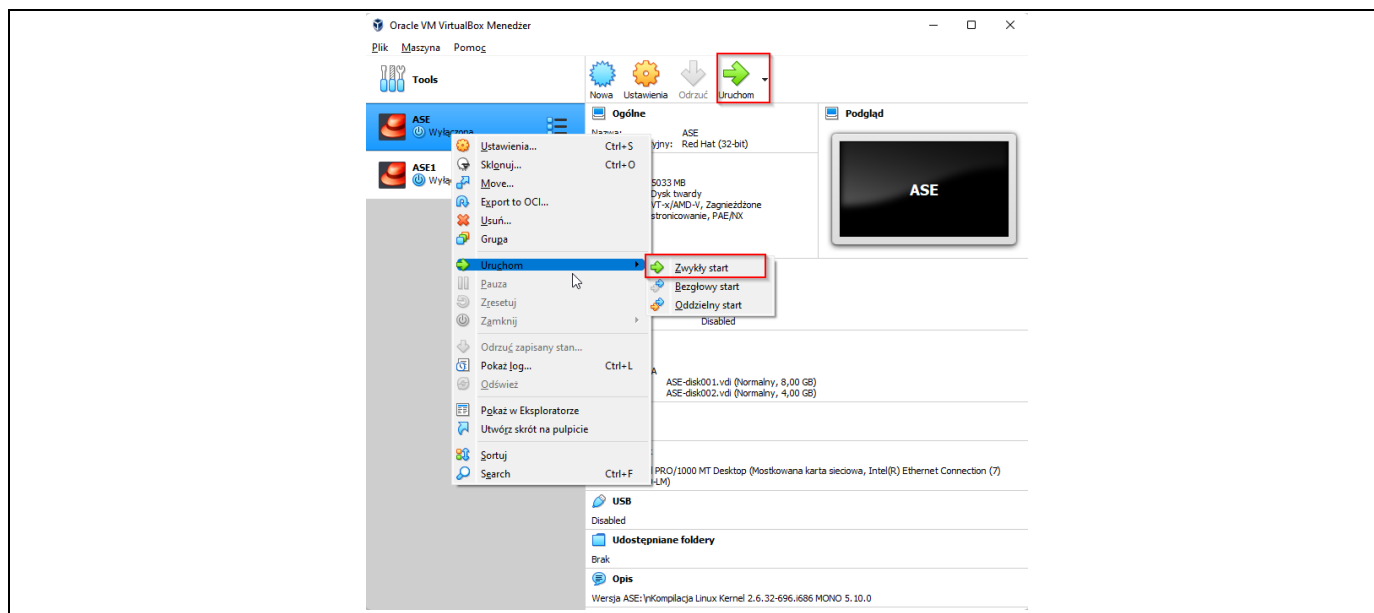 Oracle VM VirtualBox Menedżer
Plik Maszyna Pomoc
Tools
Nowa Ustawienia Odrzuć Uruchom
ASE
Wyłączona
ASE1
Ustawienia... Ctrl+S
Sklonuj... Ctrl+O
Move...
Export to OCI...
Usuń...
Grupa
Uruchom
Pauza
Zresetuj
Zamknij
Odrzuć zapisany stan...
Pokaż log... Ctrl+L
Odśwież
Pokaż w Eksploratorze
Utwórz skrót na pulpicie
Sortuj
Search Ctrl+F
Zwykły start
Bezgłowy start
Oddzielny start
Ogólne
Nazwa: ASE
Red Hat (32-bit)
5033 MB
Dysk twardy
VT-x/AMD-V, Zagnieżdżone
stronicowanie, PAE/NX
Podgląd
ASE
Disabled
ASE-disk001.vdi (Normalny, 8,00 GB)
ASE-disk002.vdi (Normalny, 4,00 GB)
PRO/1000 MT Desktop (Mostkowana karta sieciowa, Intel(R) Ethernet Connection (7)
-LM)
USB
Disabled
Udostępniane foldery
Brak
Opis
Wersja ASE:\nKompilacja Linux Kernel 2.6.32-696.i686 MONO 5.10.0